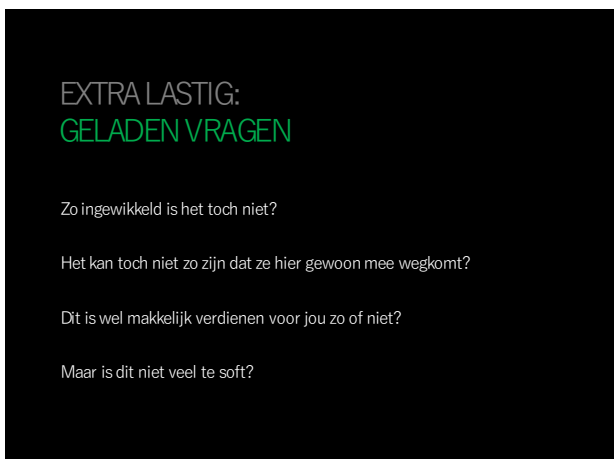 EXTRA LASTIG:
GELADEN VRAGEN
Zo ingewikkeld is het toch niet?
Het kan toch niet zo zijn dat ze hier gewoon mee wegkomt?
Dit is wel makkelijk verdienen voor jou zo of niet?
Maar is dit niet veel te soft?